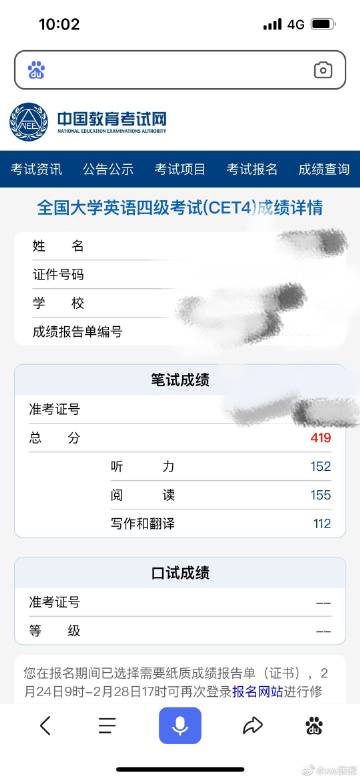 10:02
4G
du
中国教育考试网
NATIONAL EDUCATION EXAMINATIONS AUTHORITY
NEEA
考试资讯 公告公示 考试项目 考试报名 成绩查询
全国大学英语四级考试(CET4)成绩详情
姓 名
证件号码
学 校
成绩报告单编号
笔试成绩
准考证号
总 分 419
听 力 152
阅 读 155
写作和翻译 112
口试成绩
准考证号 --
等 级 --
您在报名期间已选择需要纸质成绩报告单（证书），2
月24日9时-2月28日17时可再次登录报名网站进行修